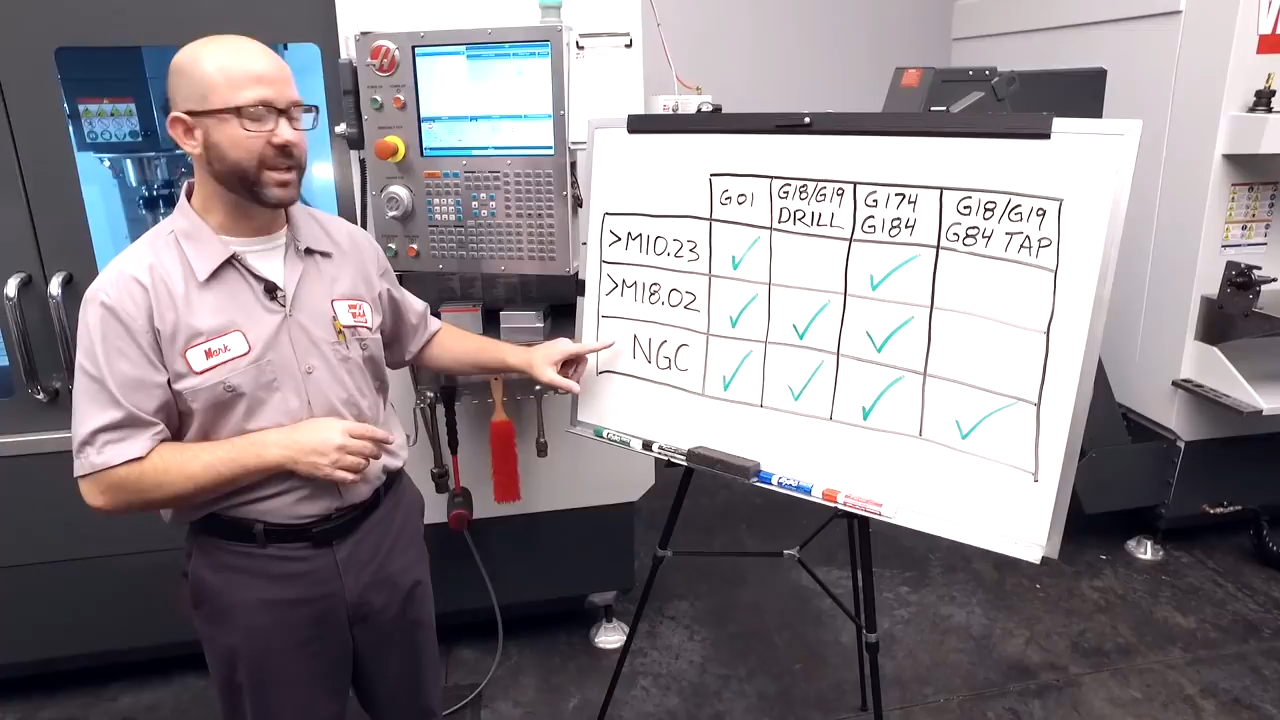 G01
G18/G19
DRILL
G174
G184
G18/G19
G84 TAP
>M10.23
>M18.02
NGC
Mark